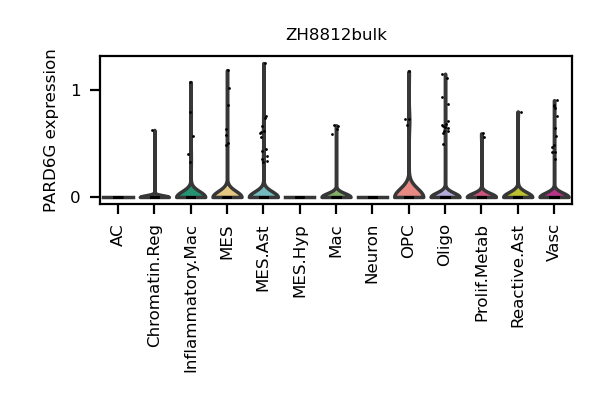 ZH8812bulk
PARD6G expression
1
0
AC
Chromatin.Reg
Inflammatory.Mac
MES
MES.Ast
MES.Hyp
Mac
Neuron
OPC
Oligo
Prolif.Metab
Reactive.Ast
Vasc